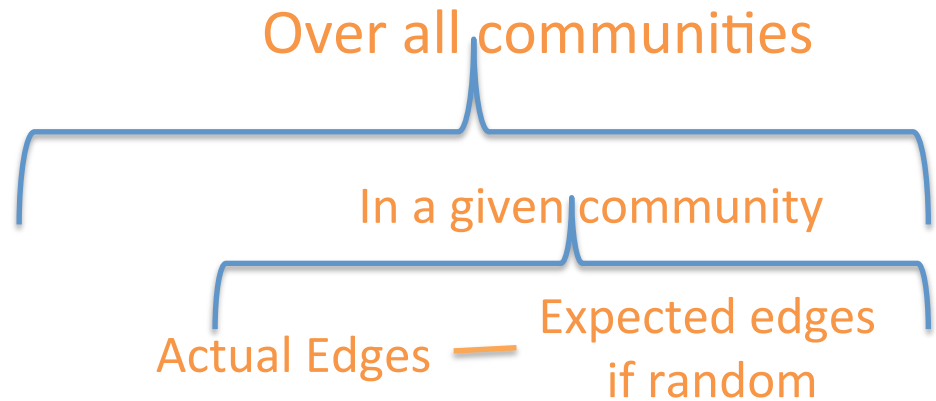 Over all communities
In a given community
Actual Edges — Expected edges
if random